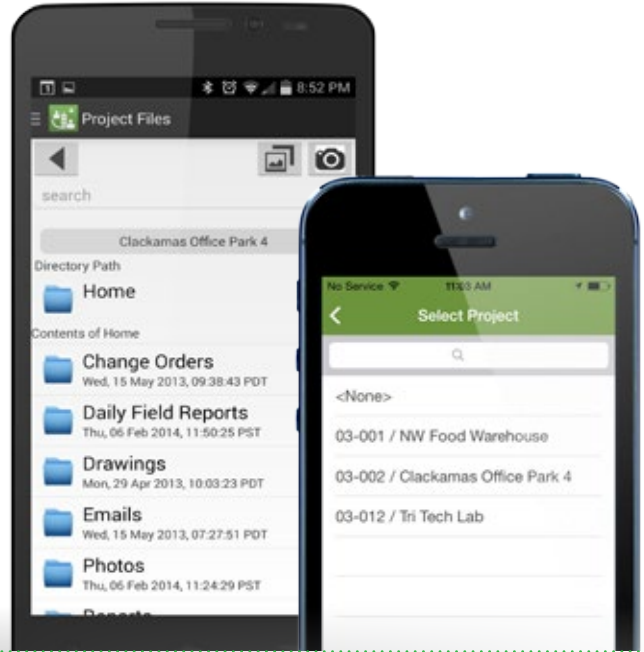 8:52 PM
Project Files
search
Clackamas Office Park 4
Directory Path
Home
Contents of Home
Change Orders
Wed, 15 May 2013, 09:38:43 PDT
Daily Field Reports
Thu, 06 Feb 2014, 11:50:25 PST
Drawings
Mon, 29 Apr 2013, 10:03:23 PDT
Emails
Wed, 15 May 2013, 07:27:51 PDT
Photos
Thu, 06 Feb 2014, 11:24:29 PST
Reports
No Service 11:03 AM
Select Project
<None>
03-001 / NW Food Warehouse
03-002 / Clackamas Office Park 4
03-012 / Tri Tech Lab